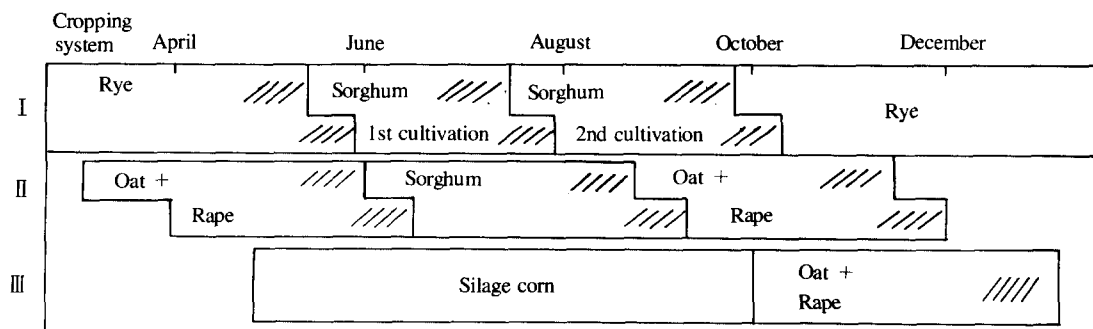 Cropping
system April June August October December
Rye Sorghum Sorghum
I Rye
1st cultivation 2nd cultivation
II Oat + Sorghum Oat +
Rape Rape
III Silage corn Oat +
Rape